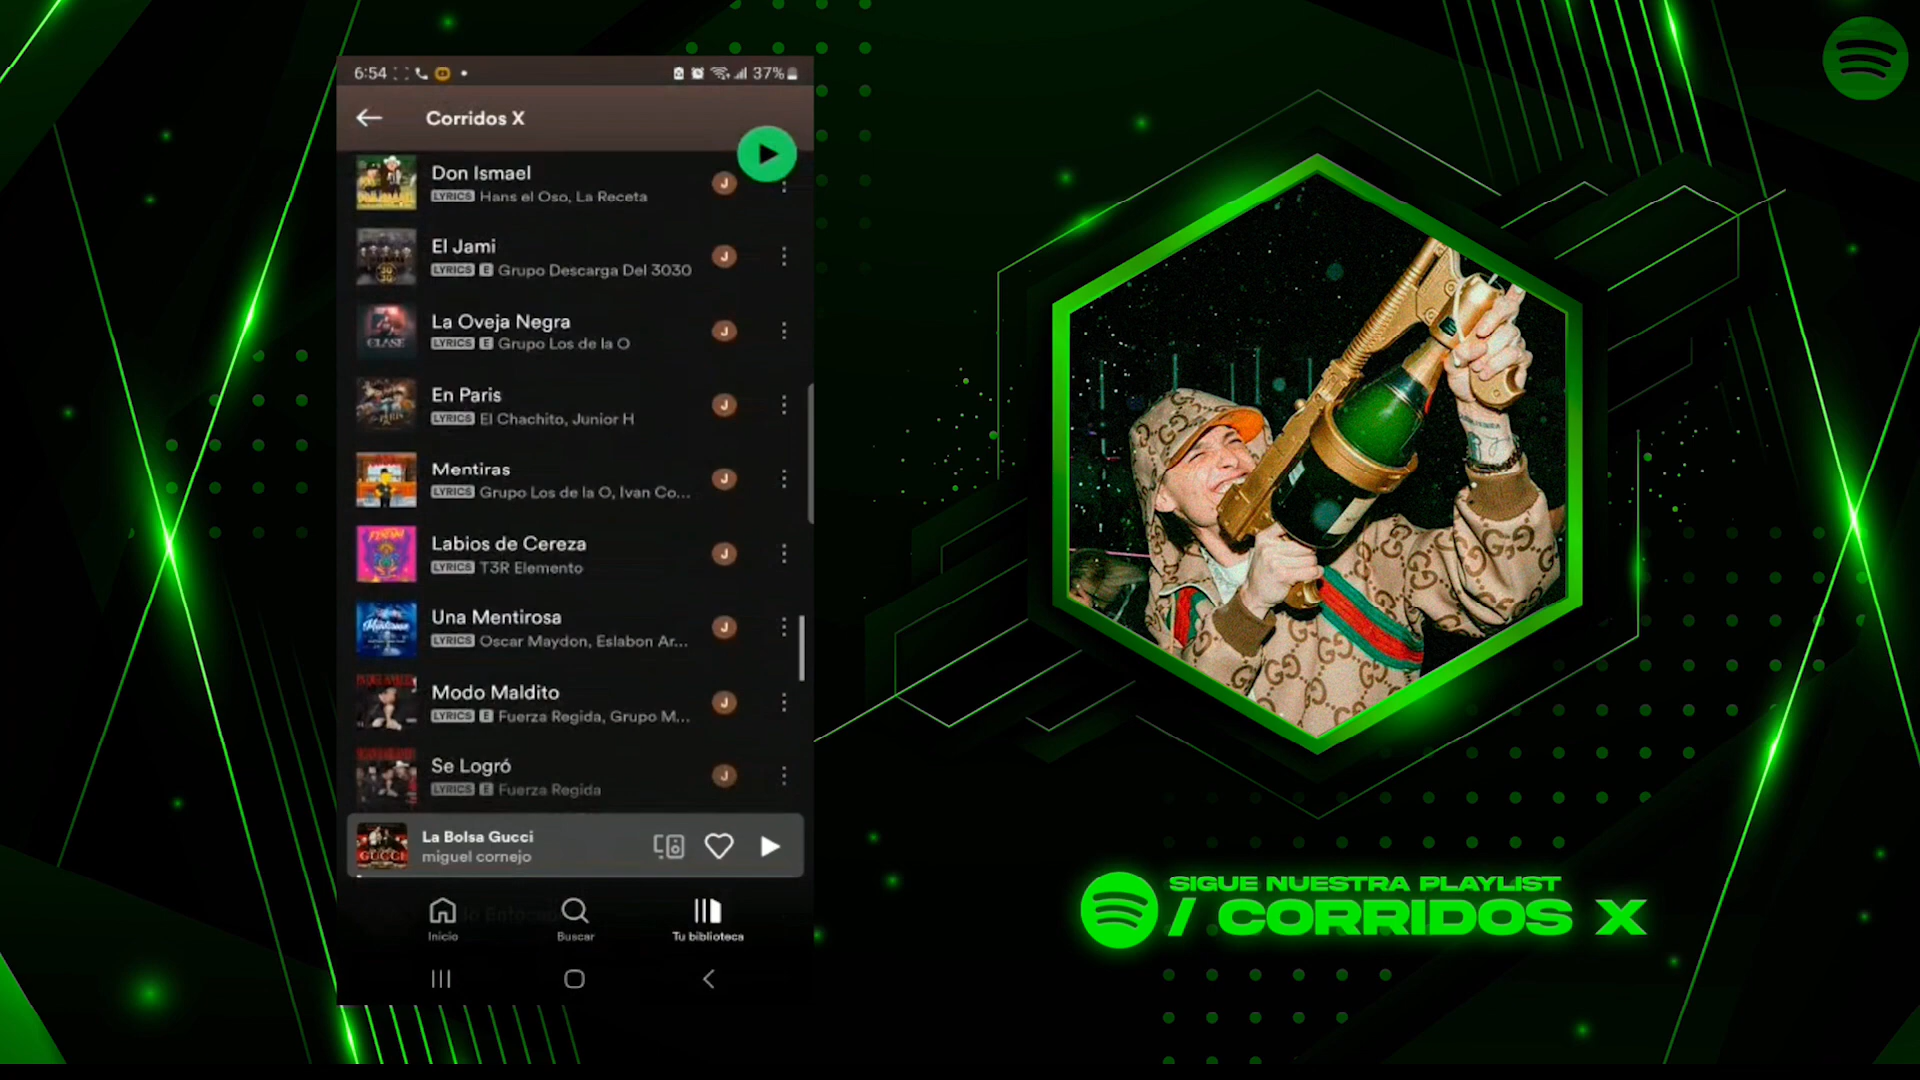 6:54
37%
Corridos X
Don Ismael
LYRICS Hans el Oso, La Receta
J
El Jami
LYRICS E Grupo Descarga Del 3030
J
La Oveja Negra
LYRICS E Grupo Los de la O
J
CLASE
En Paris
LYRICS El Chachito, Junior H
J
Mentiras
LYRICS Grupo Los de la O, Ivan Co...
J
Labios de Cereza
LYRICS T3R Elemento
J
Una Mentirosa
LYRICS Oscar Maydon, Eslabon Ar...
J
Modo Maldito
LYRICS E Fuerza Regida, Grupo M...
J
Se Logró
LYRICS E Fuerza Regida
J
La Bolsa Gucci
miguel cornejo
GUCCI
Inicio
Buscar
Tu biblioteca
SIGUE NUESTRA PLAYLIST
/ CORRIDOS X